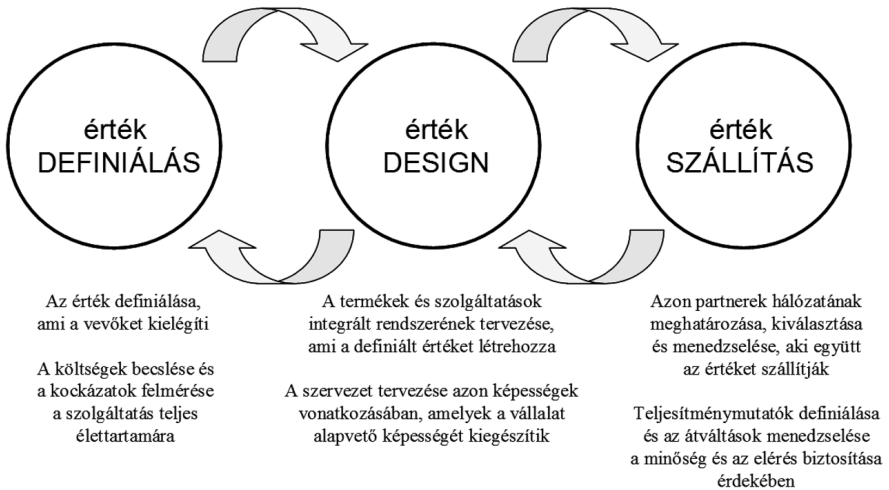 érték
DEFINIÁLÁS
érték
DESIGN
érték
SZÁLLÍTÁS
Az érték definiálása,
ami a vevőket kielégíti
A költségek becslése és
a kockázatok felmérése
a szolgáltatás teljes
élettartamára
A termékek és szolgáltatások
integrált rendszerének tervezése,
ami a definiált értéket létrehozza
A szervezet tervezése azon képességek
vonatkozásában, amelyek a vállalat
alapvető képességét kiegészítik
Azon partnerek hálózatának
meghatározása, kiválasztása
és menedzselése, aki együtt
az értéket szállítják
Teljesítménymutatók definiálása
és az átváltások menedzselése
a minőség és az elérés biztosítása
érdekében